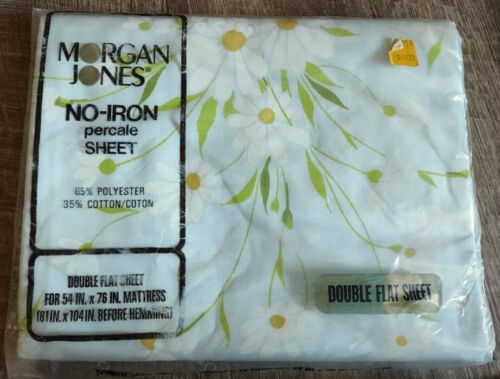 MORGAN
JONES®
NO-IRON
percale
SHEET
65% POLYESTER
35% COTTON/COTON
DOUBLE FLAT SHEET
FOR 54 IN. x 76 IN. MATTRESS
(81 IN. x 104 IN. BEFORE HEMMING)
DOUBLE FLAT SHEET